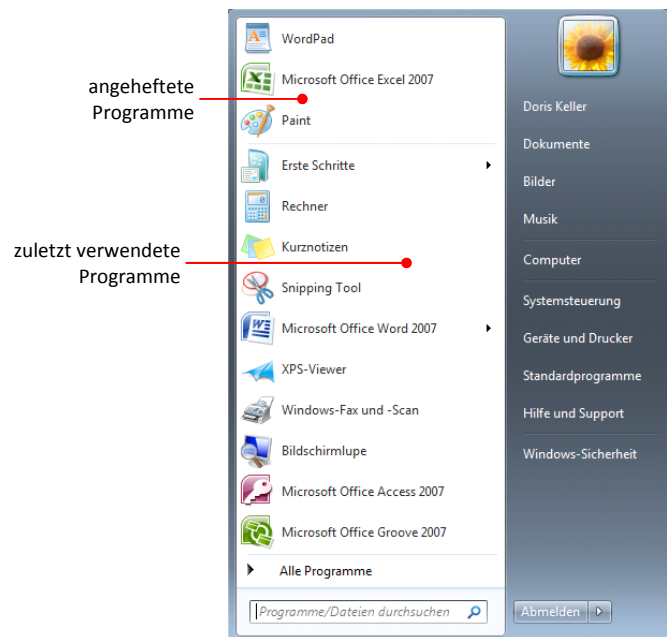 angeheftete
Programme
zuletzt verwendete
Programme
WordPad
Microsoft Office Excel 2007
Paint
Erste Schritte
Rechner
Kurznotizen
Snipping Tool
Microsoft Office Word 2007
XPS-Viewer
Windows-Fax und -Scan
Bildschirmlupe
Microsoft Office Access 2007
Microsoft Office Groove 2007
Alle Programme
Programme/Dateien durchsuchen
Doris Keller
Dokumente
Bilder
Musik
Computer
Systemsteuerung
Geräte und Drucker
Standardprogramme
Hilfe und Support
Windows-Sicherheit
Abmelden